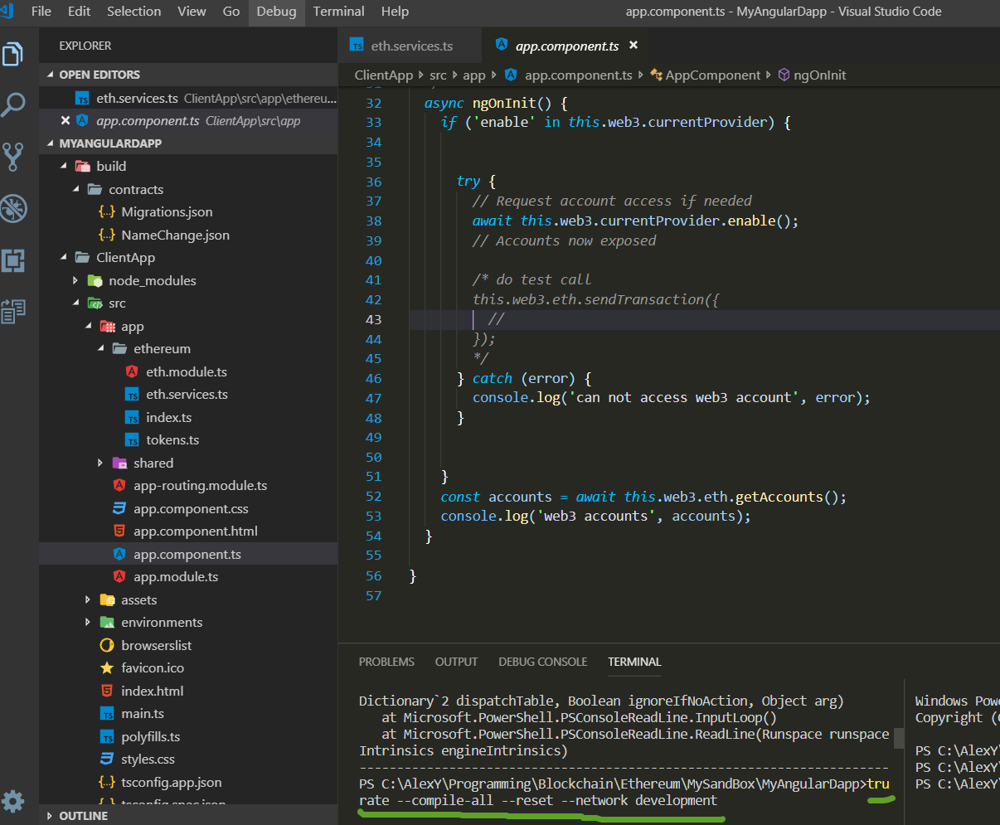 File Edit Selection View Go Debug Terminal Help
app.component.ts - MyAngularDapp - Visual Studio Code
EXPLORER
OPEN EDITORS
eth.services.ts ClientApp\src\app\ethereu...
app.component.ts ClientApp\src\app
MYANGULARDAPP
build
contracts
Migrations.json
NameChange.json
ClientApp
node_modules
src
app
ethereum
eth.module.ts
eth.services.ts
index.ts
tokens.ts
shared
app-routing.module.ts
app.component.css
app.component.html
app.component.ts
app.module.ts
assets
environments
browserslist
favicon.ico
index.html
main.ts
polyfills.ts
styles.css
tsconfig.app.json
tsconfig.spec.json
OUTLINE
eth.services.ts
app.component.ts
ClientApp src app app.component.ts AppComponent ngOnInit
32 async ngOnInit() {
33 if ('enable' in this.web3.currentProvider) {
34
35
36 try {
37 // Request account access if needed
38 await this.web3.currentProvider.enable();
39 // Accounts now exposed
40
41 /* do test call
42 this.web3.eth.sendTransaction({
43 //
44 });
45 */
46 } catch (error) {
47 console.log('can not access web3 account', error);
48 }
49
50
51 }
52 const accounts = await this.web3.eth.getAccounts();
53 console.log('web3 accounts', accounts);
54 }
55
56 }
57
PROBLEMS OUTPUT DEBUG CONSOLE TERMINAL
Dictionary`2 dispatchTable, Boolean ignoreIfNoAction, Object arg)
at Microsoft.PowerShell.PSConsoleReadLine.InputLoop()
at Microsoft.PowerShell.PSConsoleReadLine.ReadLine(Runspace runspace
Intrinsics engineIntrinsics)
-------------------------------------------------------------------
PS C:\AlexY\Programming\Blockchain\Ethereum\MySandBox\MyAngularDapp>tru
rate --compile-all --reset --network development
Windows Powe
Copyright (
PS C:\AlexY\
PS C:\AlexY\
PS C:\AlexY\